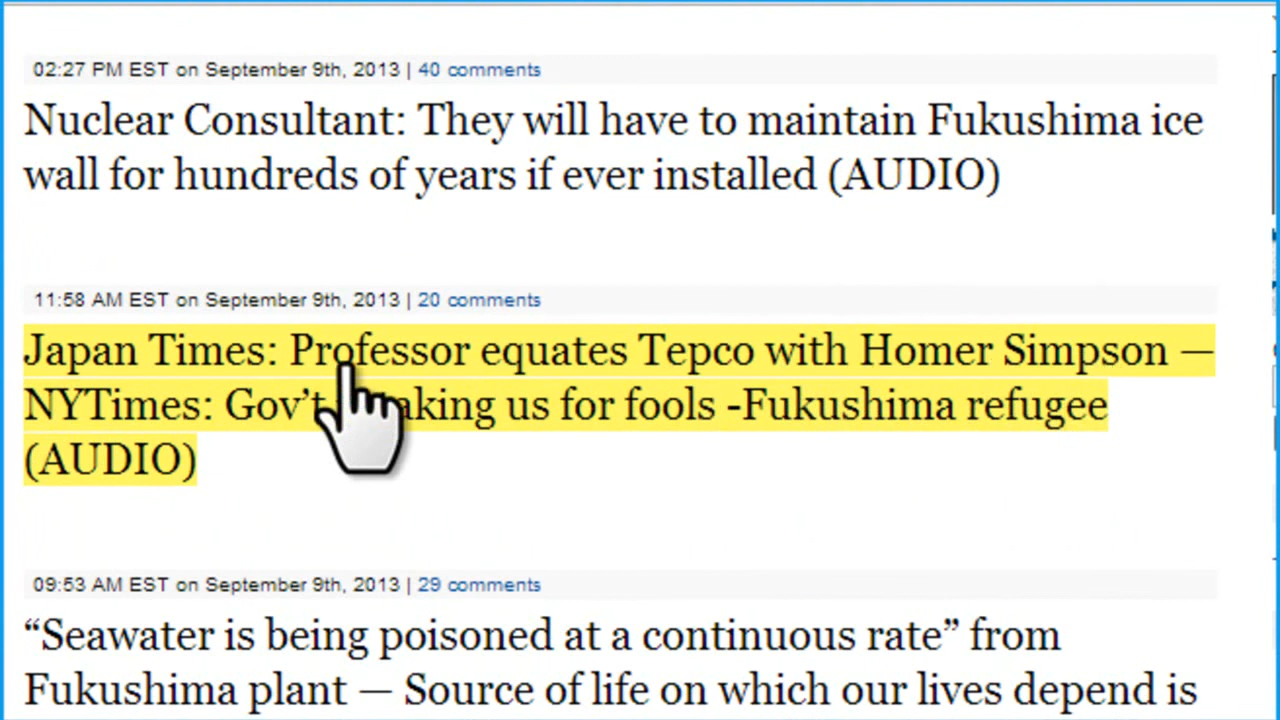 02:27 PM EST on September 9th, 2013 | 40 comments
Nuclear Consultant: They will have to maintain Fukushima ice
wall for hundreds of years if ever installed (AUDIO)
11:58 AM EST on September 9th, 2013 | 20 comments
Japan Times: Professor equates Tepco with Homer Simpson —
NYTimes: Gov’t us for fools -Fukushima refugee
(AUDIO)
09:53 AM EST on September 9th, 2013 | 29 comments
“Seawater is being poisoned at a continuous rate” from
Fukushima plant — Source of life on which our lives depend is